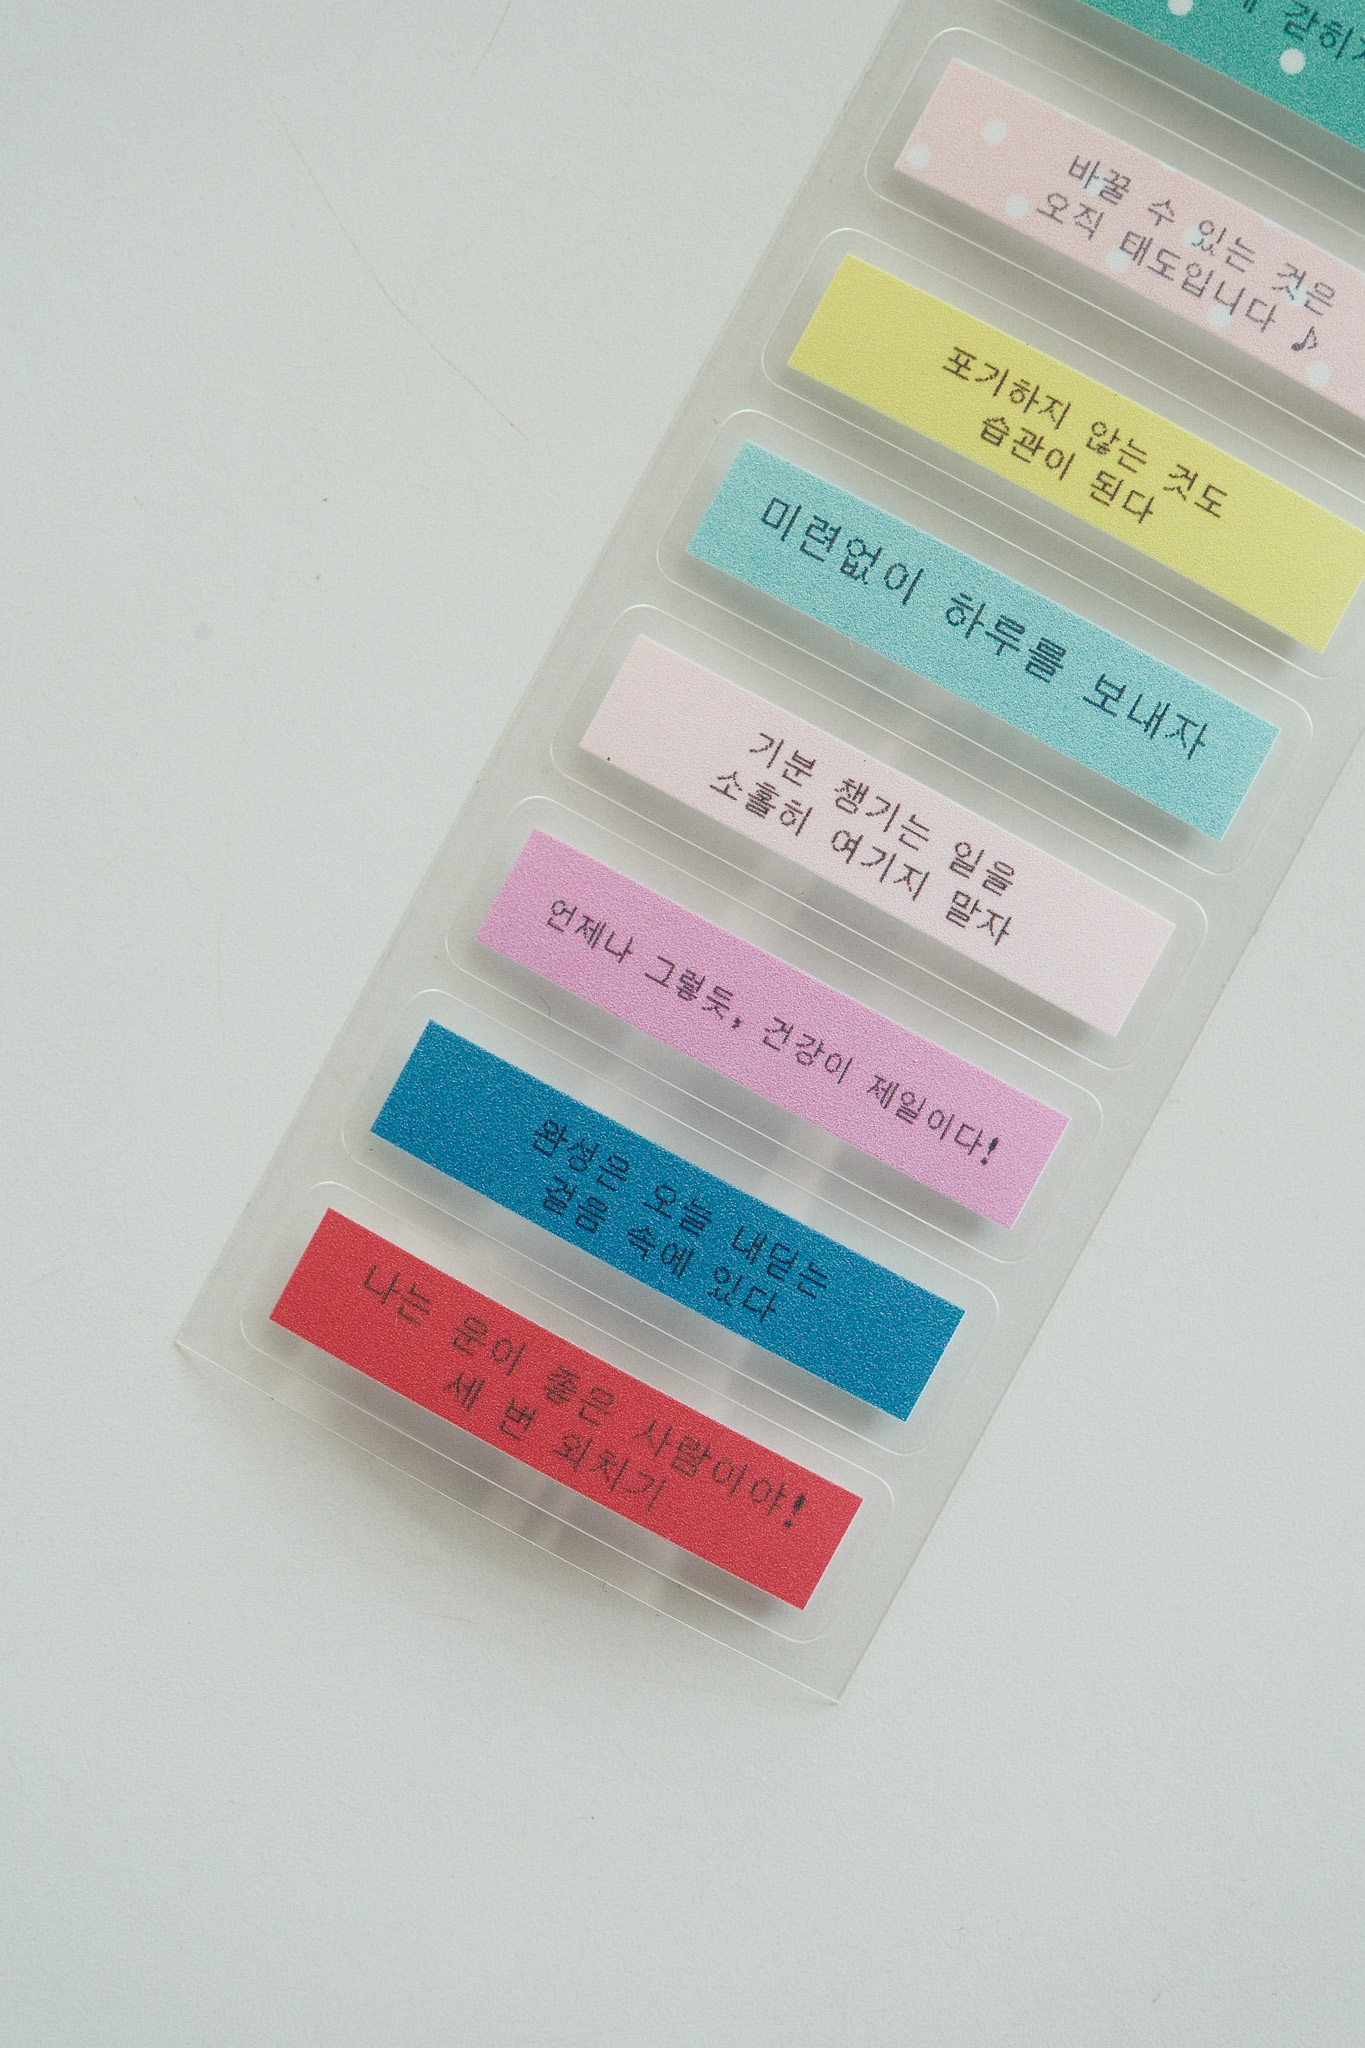 갇히지
바꿀 수 있는 것은
오직 태도입니다 ♪
포기하지 않는 것도
습관이 된다
미련없이 하루를 보내자
기분 챙기는 일을
소홀히 여기지 말자
언제나 그렇듯, 건강이 제일이다!
완성은 오늘 내딛는
걸음 속에 있다
나는 운이 좋은 사람이야!
세 번 외치기